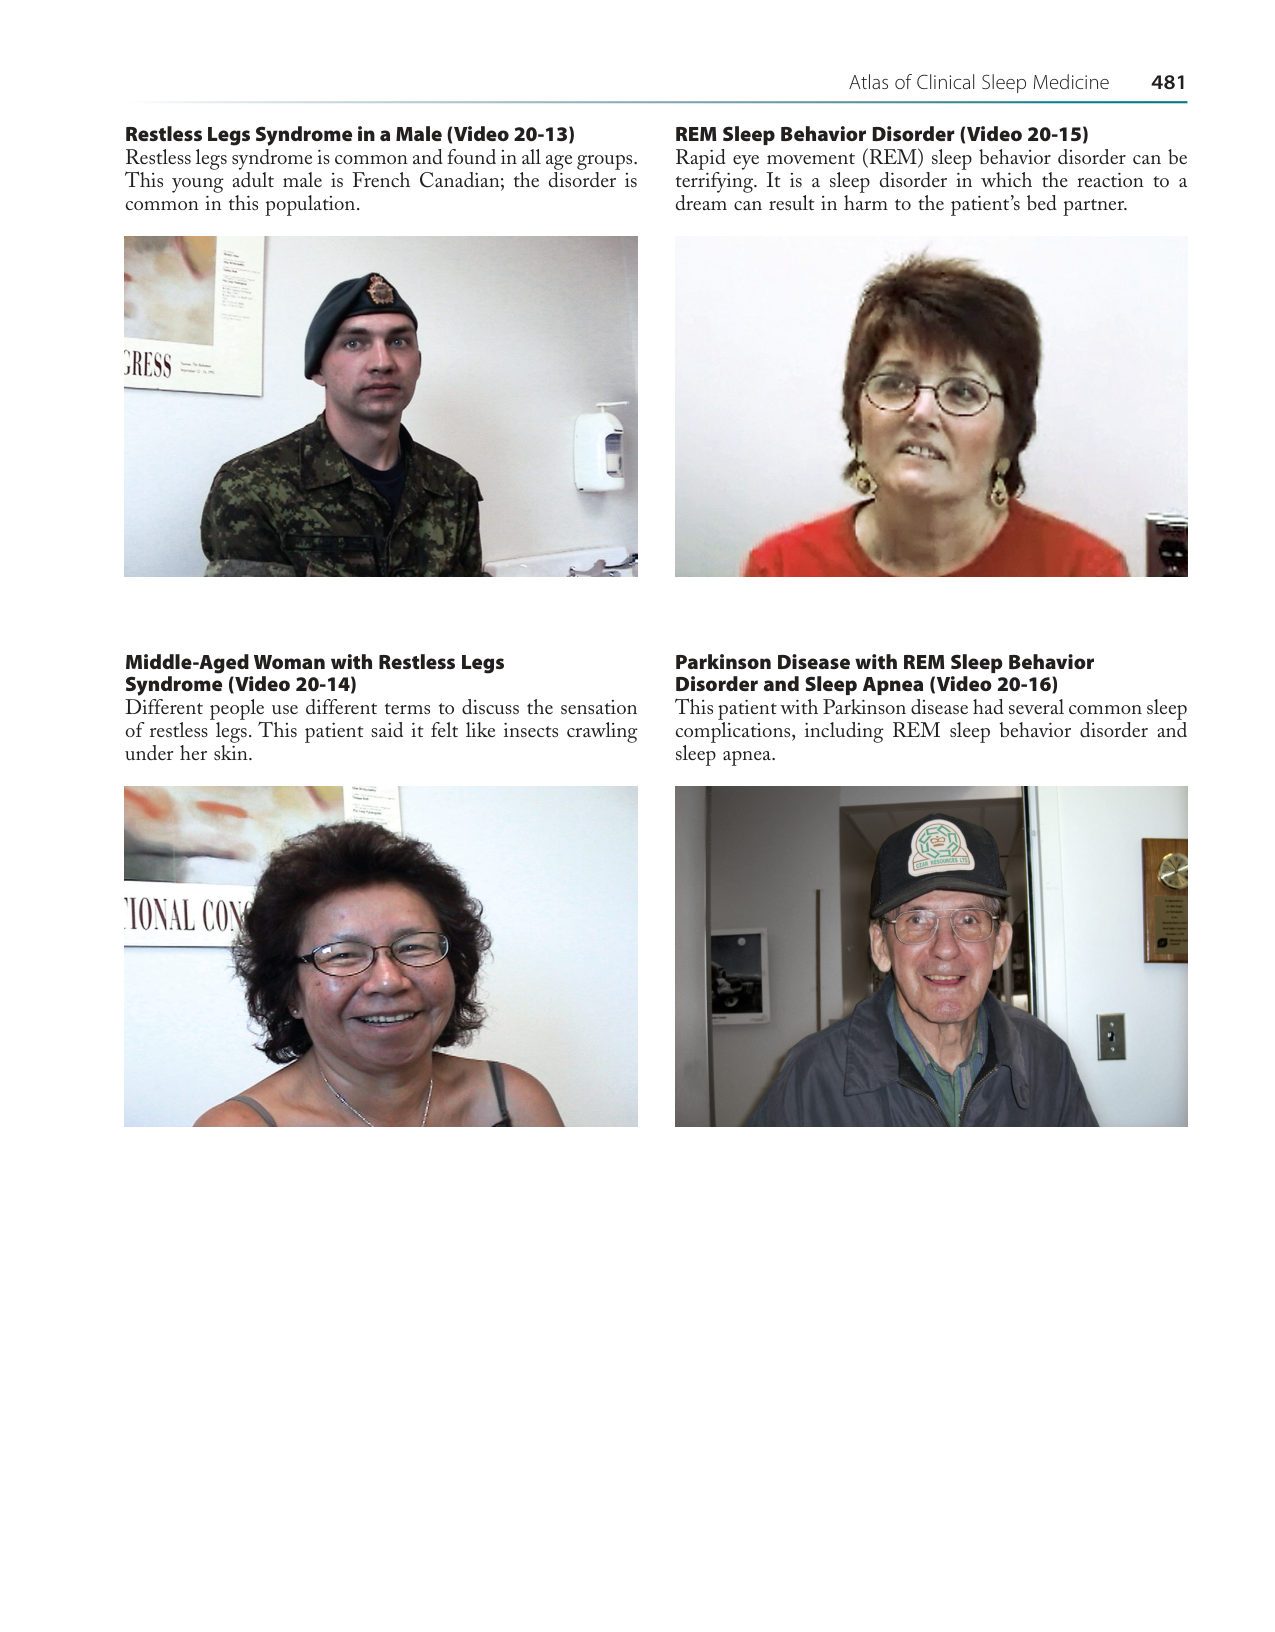 Atlas of Clinical Sleep Medicine 481
Restless Legs Syndrome in a Male (Video 20-13)
Restless legs syndrome is common and found in all age groups.
This young adult male is French Canadian; the disorder is
common in this population.
GRESS
Middle-Aged Woman with Restless Legs
Syndrome (Video 20-14)
Different people use different terms to discuss the sensation
of restless legs. This patient said it felt like insects crawling
under her skin.
TIONAL CONG
REM Sleep Behavior Disorder (Video 20-15)
Rapid eye movement (REM) sleep behavior disorder can be
terrifying. It is a sleep disorder in which the reaction to a
dream can result in harm to the patient’s bed partner.
Parkinson Disease with REM Sleep Behavior
Disorder and Sleep Apnea (Video 20-16)
This patient with Parkinson disease had several common sleep
complications, including REM sleep behavior disorder and
sleep apnea.
RESOURCES LTD